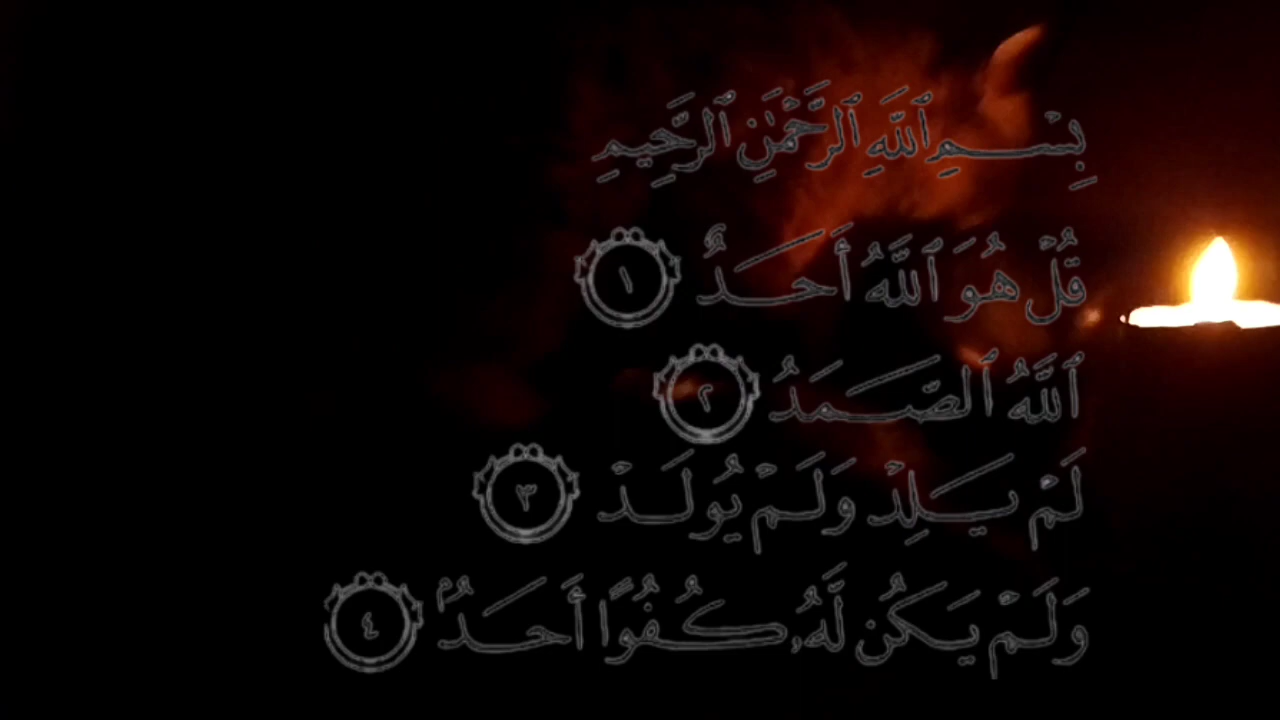 بِسْمِ ٱللَّهِ ٱلرَّحْمَٰنِ ٱلرَّحِيمِ
قُلْ هُوَ ٱللَّهُ أَحَدٌ ١
ٱللَّهُ ٱلصَّمَدُ ٢
لَمْ يَلِدْ وَلَمْ يُولَدْ ٣
وَلَمْ يَكُن لَّهُۥ كُفُوًا أَحَدٌۢ ٤